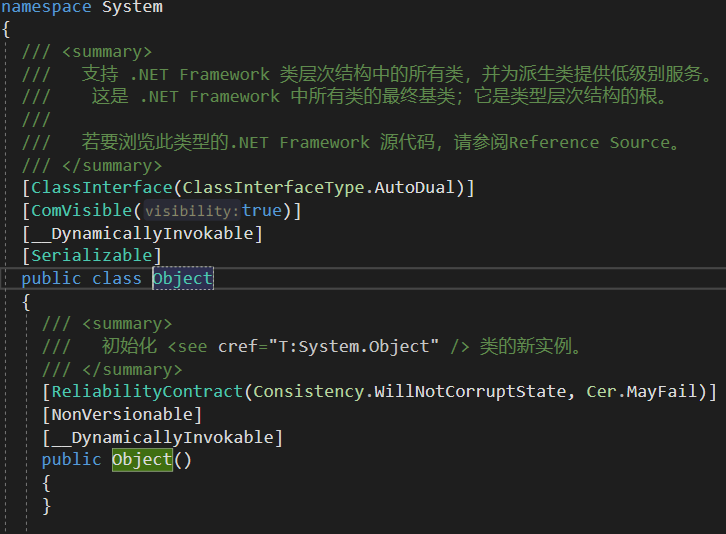 namespace System
{
/// <summary>
///   支持 .NET Framework 类层次结构中的所有类，并为派生类提供低级别服务。
///    这是 .NET Framework 中所有类的最终基类；它是类型层次结构的根。
///
///   若要浏览此类型的.NET Framework 源代码，请参阅Reference Source。
/// </summary>
[ClassInterface(ClassInterfaceType.AutoDual)]
[ComVisible(visibility:true)]
[__DynamicallyInvokable]
[Serializable]
public class Object
{
/// <summary>
///   初始化 <see cref="T:System.Object" /> 类的新实例。
/// </summary>
[ReliabilityContract(Consistency.WillNotCorruptState, Cer.MayFail)]
[NonVersionable]
[__DynamicallyInvokable]
public Object()
{
}